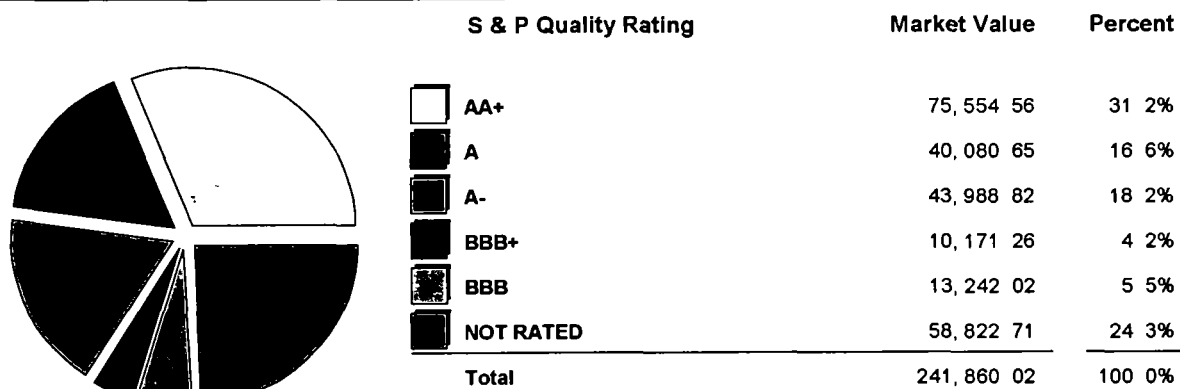 S & P Quality Rating Market Value Percent
AA+ 75, 554 56 31 2%
A 40, 080 65 16 6%
A- 43, 988 82 18 2%
BBB+ 10, 171 26 4 2%
BBB 13, 242 02 5 5%
NOT RATED 58, 822 71 24 3%
Total 241, 860 02 100 0%